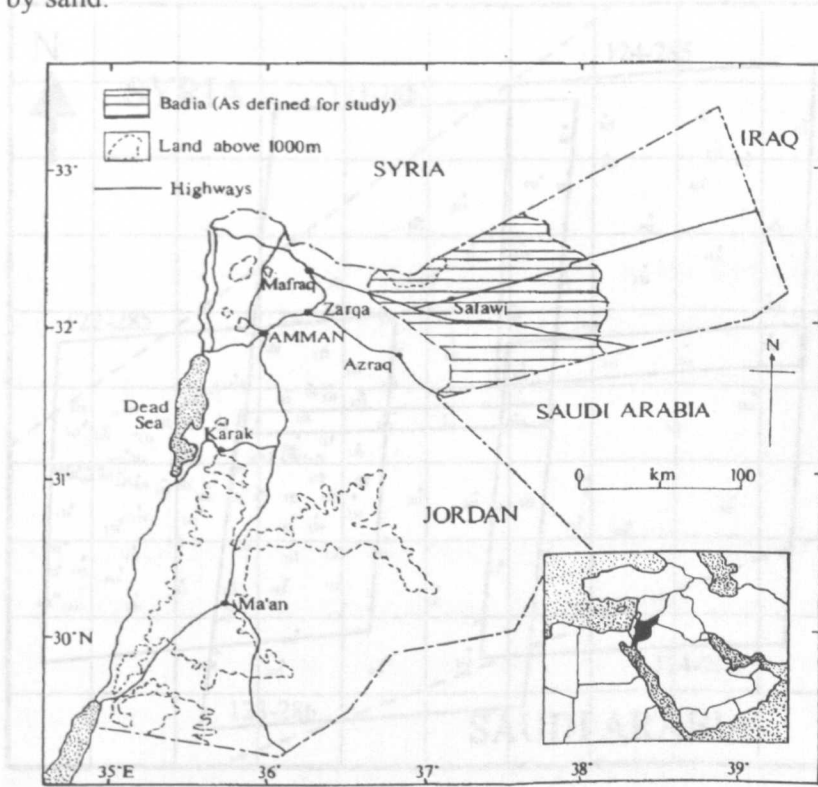 by sand.
Badia (As defined for study)
Land above 1000m
Highways
IRAQ
SYRIA
33°
Mafraq
32°
Zarqa
Safawi
AMMAN
Azraq
N
Dead
Sea
SAUDI ARABIA
Karak
0 km 100
31°
JORDAN
Ma'an
30°N
35°E 36° 37° 38° 39°